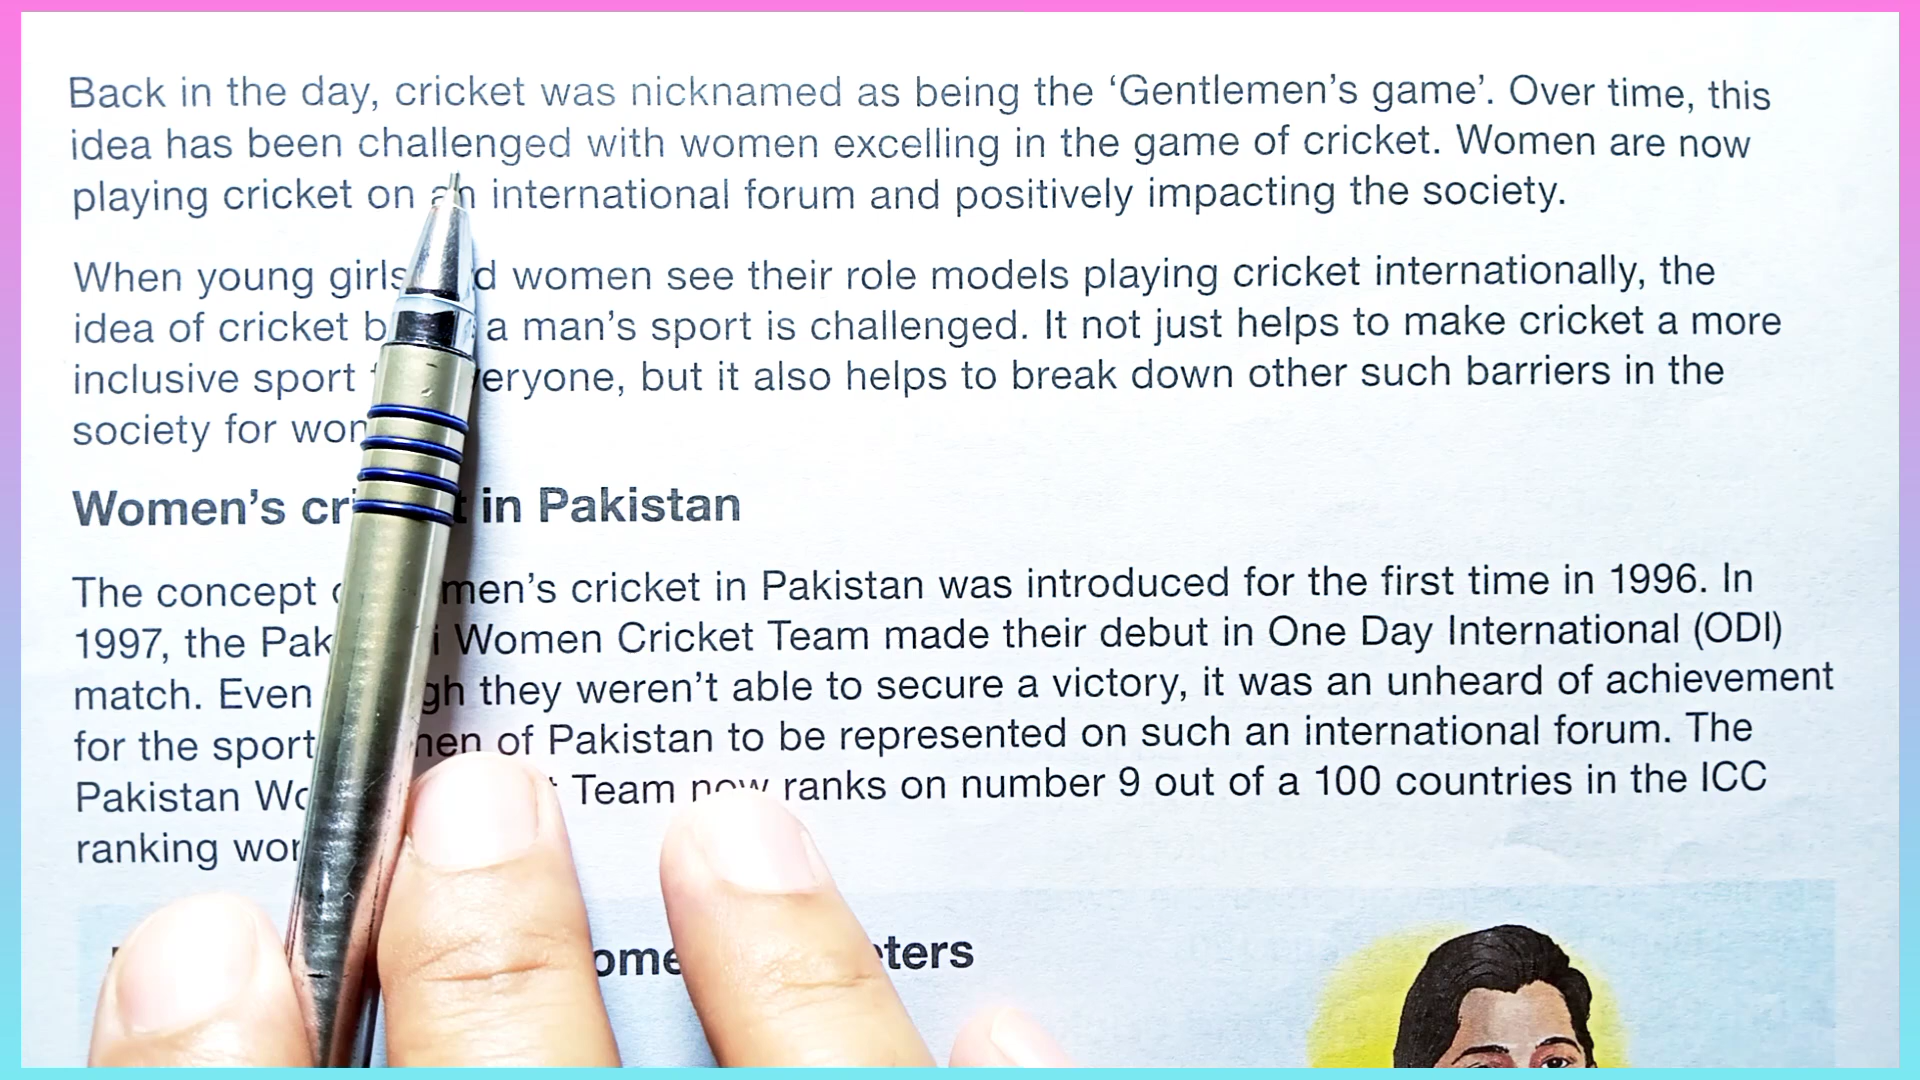 Back in the day, cricket was nicknamed as being the ‘Gentlemen’s game’. Over time, this
idea has been challenged with women excelling in the game of cricket. Women are now
playing cricket on an international forum and positively impacting the society.
When young girls women see their role models playing cricket internationally, the
idea of cricket a man’s sport is challenged. It not just helps to make cricket a more
inclusive sport everyone, but it also helps to break down other such barriers in the
society for
Women’s in Pakistan
The concept women’s cricket in Pakistan was introduced for the first time in 1996. In
1997, the Women Cricket Team made their debut in One Day International (ODI)
match. Even they weren’t able to secure a victory, it was an unheard of achievement
for the of Pakistan to be represented on such an international forum. The
Pakistan Team now ranks on number 9 out of a 100 countries in the ICC
ranking